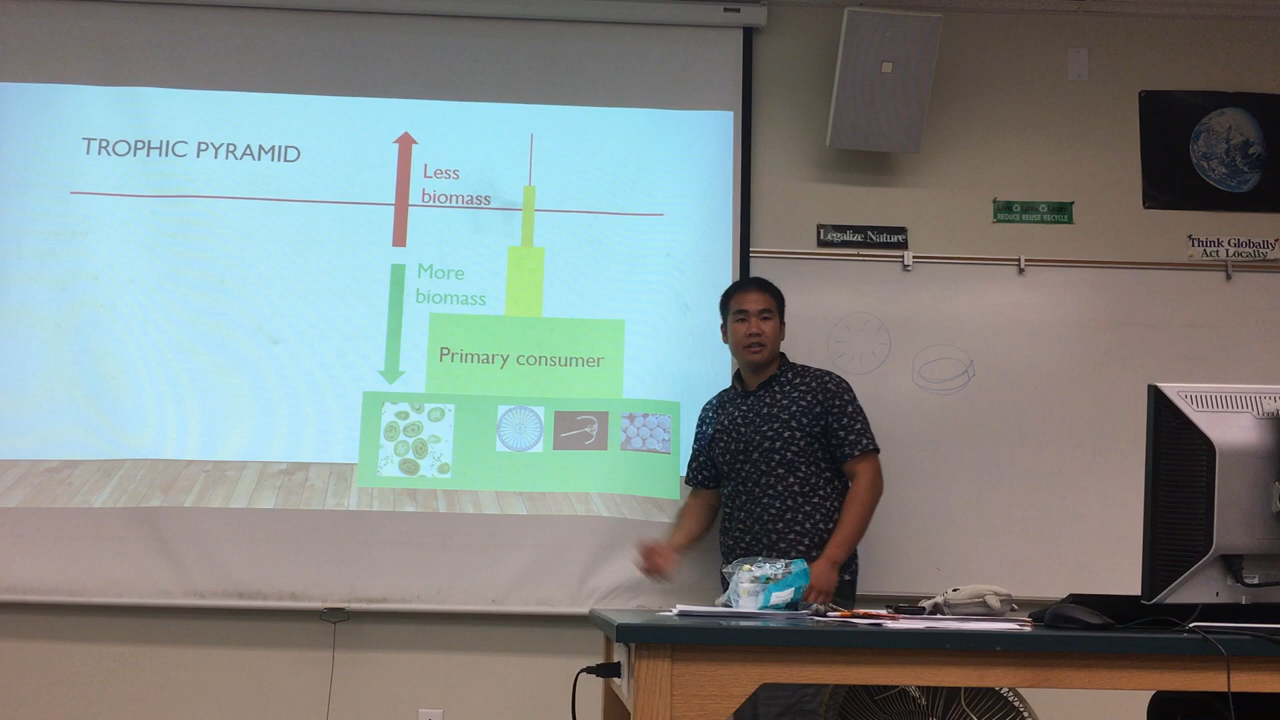 TROPHIC PYRAMID
Less
biomass
More
biomass
Primary consumer
Legalize Nature
REDUCE REUSE RECYCLE
Think Globally
Act Locally